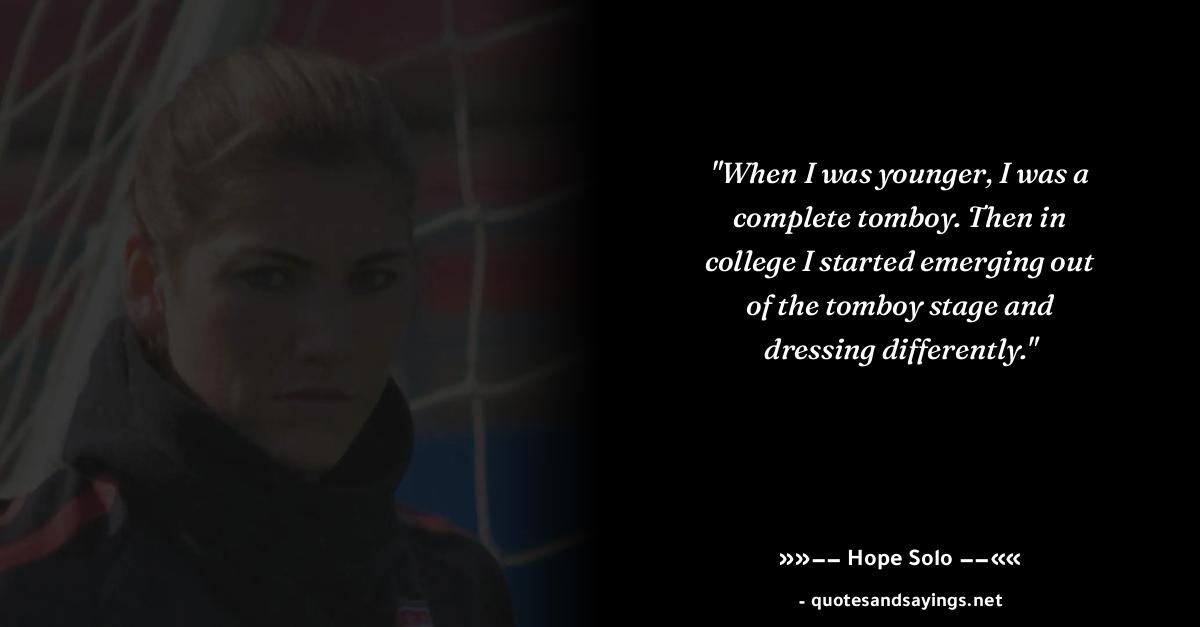 "When I was younger, I was a
complete tomboy. Then in
college I started emerging out
of the tomboy stage and
dressing differently."
»»−− Hope Solo −−««
- quotesandsayings.net